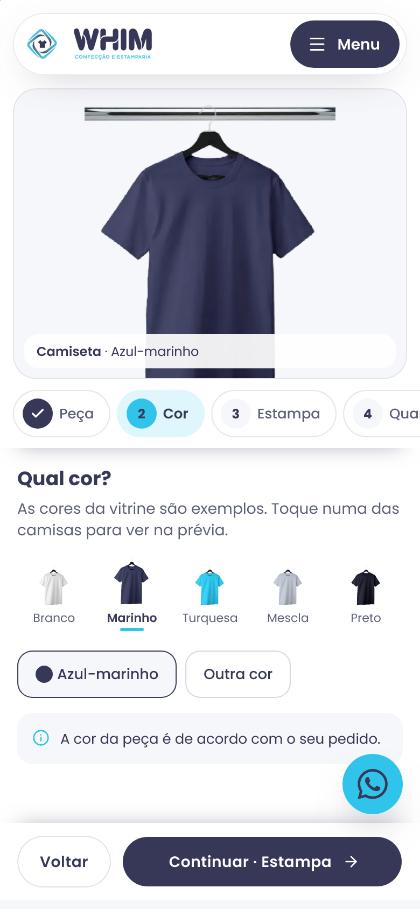 WHIM
CONFECÇÃO E ESTAMPARIA
Menu
Camiseta · Azul-marinho
Peça
2 Cor
3 Estampa
4 Qua
Qual cor?
As cores da vitrine são exemplos. Toque numa das
camisas para ver na prévia.
Branco
Marinho
Turquesa
Mescla
Preto
Azul-marinho
Outra cor
A cor da peça é de acordo com o seu pedido.
Voltar
Continuar · Estampa →